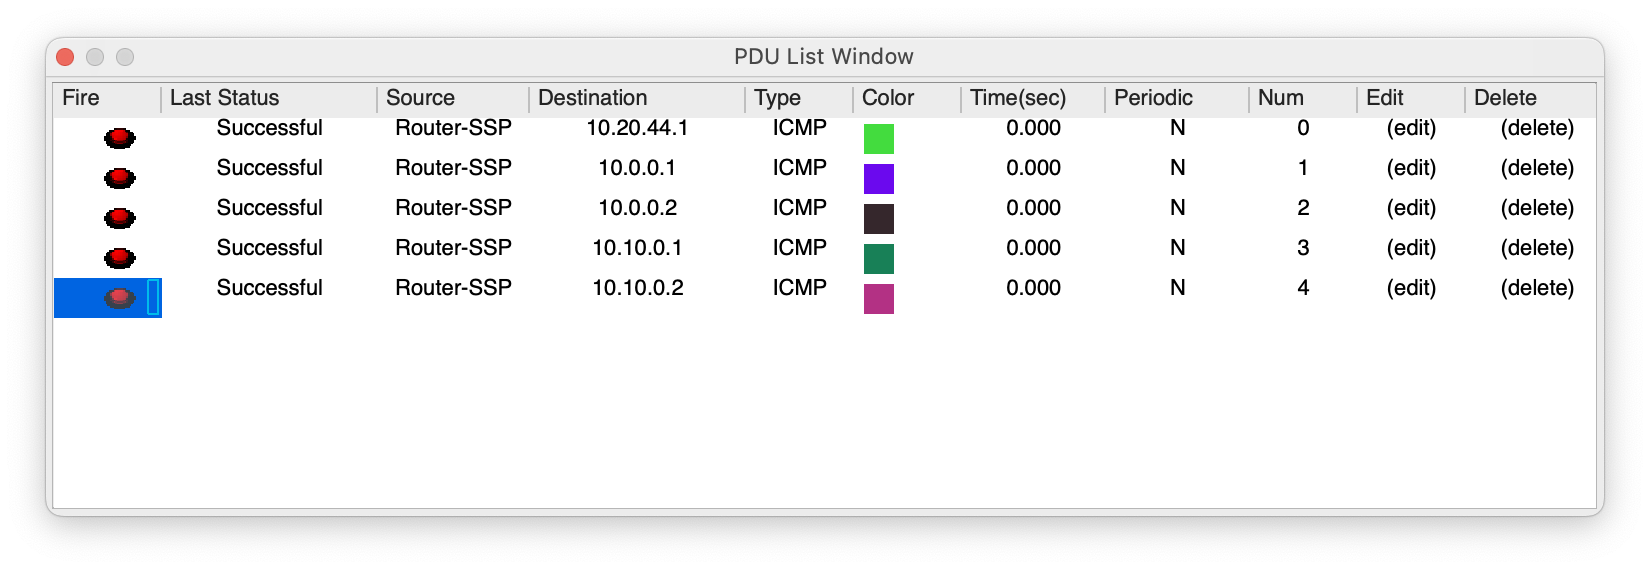 PDU List Window
Fire Last Status Source Destination Type Color Time(sec) Periodic Num Edit Delete
Successful Router-SSP 10.20.44.1 ICMP 0.000 N 0 (edit) (delete)
Successful Router-SSP 10.0.0.1 ICMP 0.000 N 1 (edit) (delete)
Successful Router-SSP 10.0.0.2 ICMP 0.000 N 2 (edit) (delete)
Successful Router-SSP 10.10.0.1 ICMP 0.000 N 3 (edit) (delete)
Successful Router-SSP 10.10.0.2 ICMP 0.000 N 4 (edit) (delete)